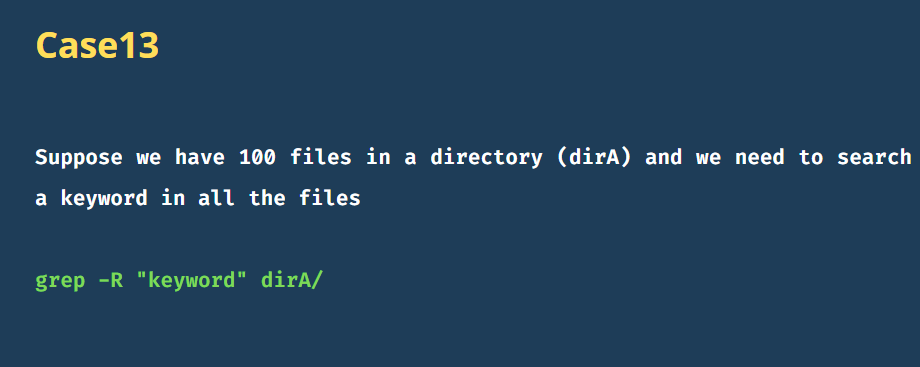 Case13
Suppose we have 100 files in a directory (dirA) and we need to search
a keyword in all the files
grep -R "keyword" dirA/